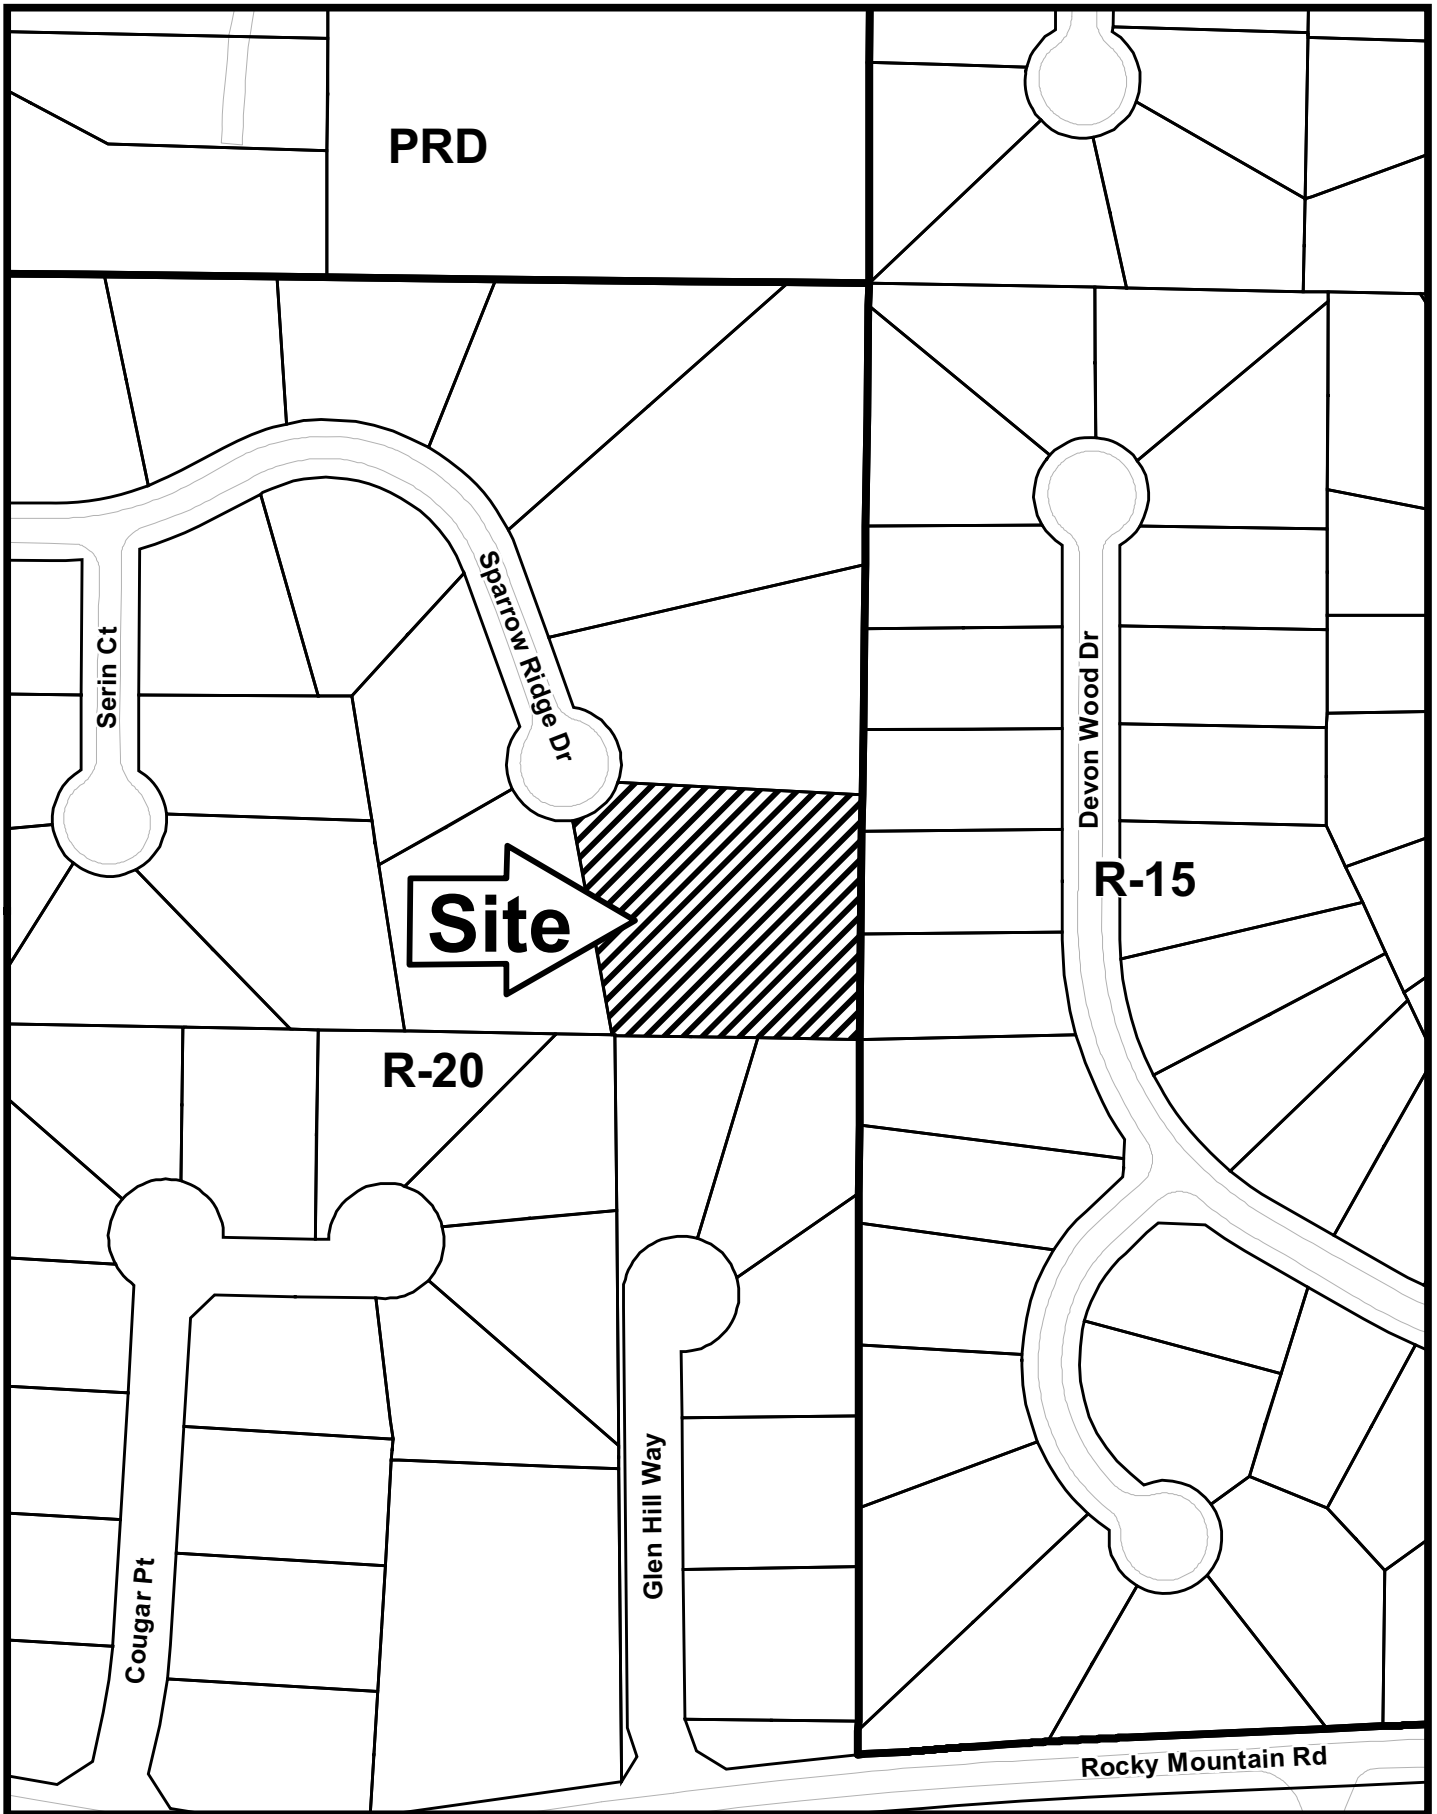 PRD
Sparrow Ridge Dr
Serin Ct
Devon Wood Dr
R-15
Site
R-20
Glen Hill Way
Cougar Pt
Rocky Mountain Rd